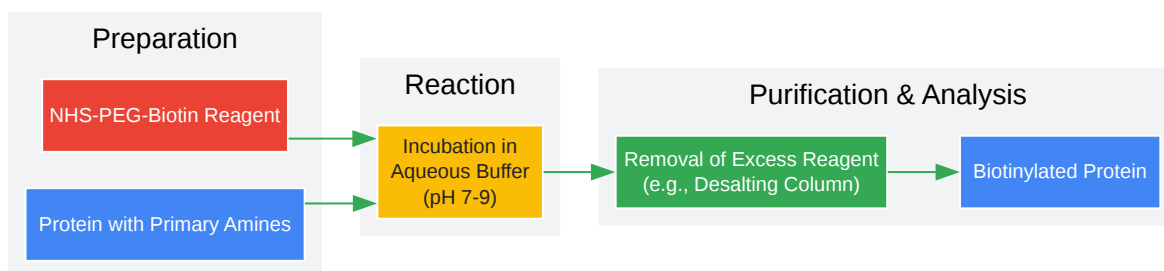 Preparation
NHS-PEG-Biotin Reagent
Protein with Primary Amines
Reaction
Incubation in
Aqueous Buffer
(pH 7-9)
Purification & Analysis
Removal of Excess Reagent
(e.g., Desalting Column)
Biotinylated Protein